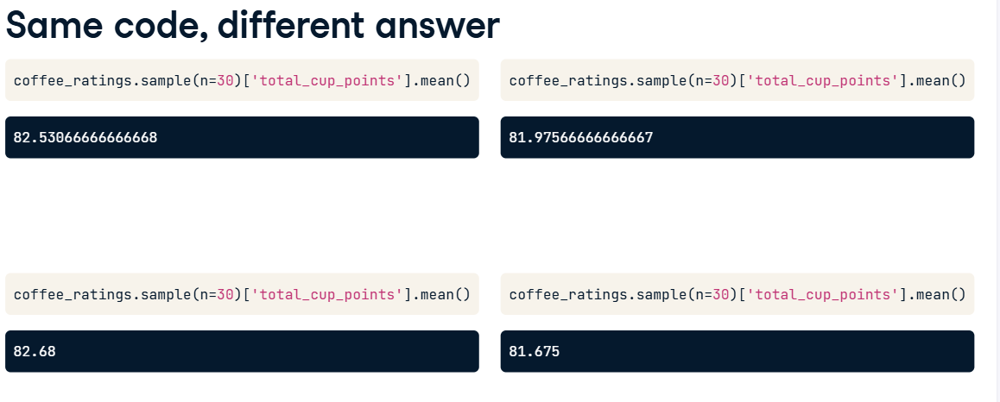 Same code, different answer
coffee_ratings.sample(n=30)['total_cup_points'].mean()
coffee_ratings.sample(n=30)['total_cup_points'].mean()
82.53066666666668
81.97566666666667
coffee_ratings.sample(n=30)['total_cup_points'].mean()
coffee_ratings.sample(n=30)['total_cup_points'].mean()
82.68
81.675